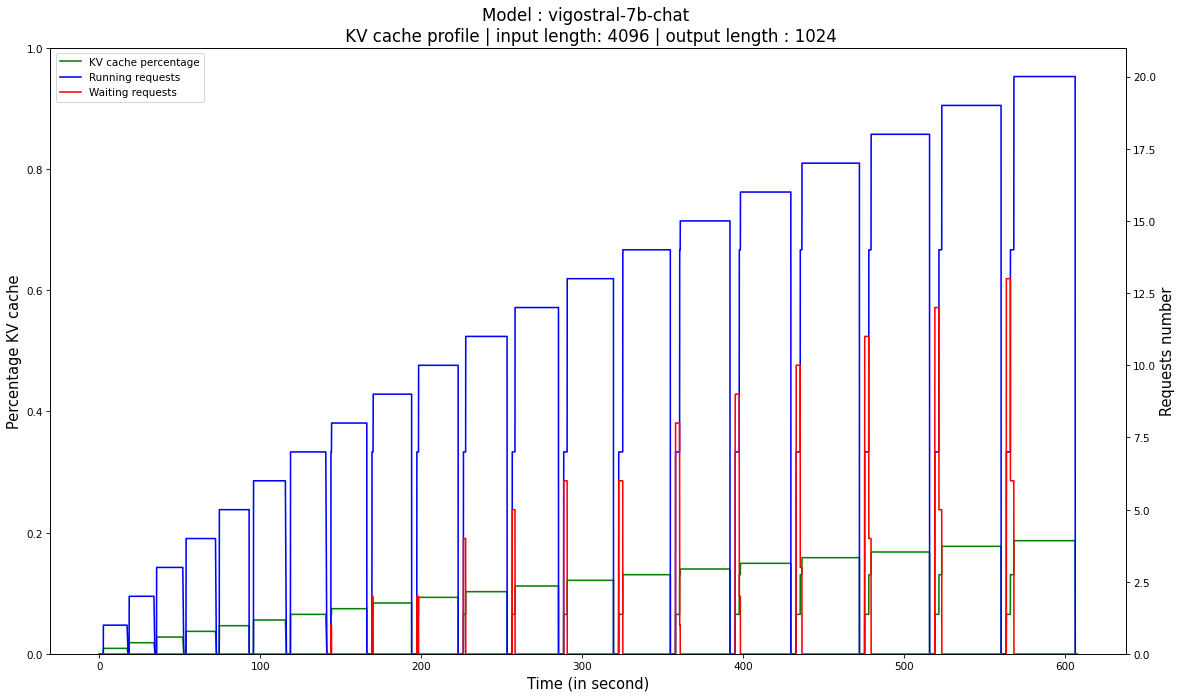 Model : vigostral-7b-chat
KV cache profile | input length: 4096 | output length : 1024
KV cache percentage
Running requests
Waiting requests
Percentage KV cache
1.0
0.8
0.6
0.4
0.2
0.0
20.0
17.5
15.0
12.5
10.0
7.5
5.0
2.5
0.0
Requests number
0
100
200
300
400
500
600
Time (in second)